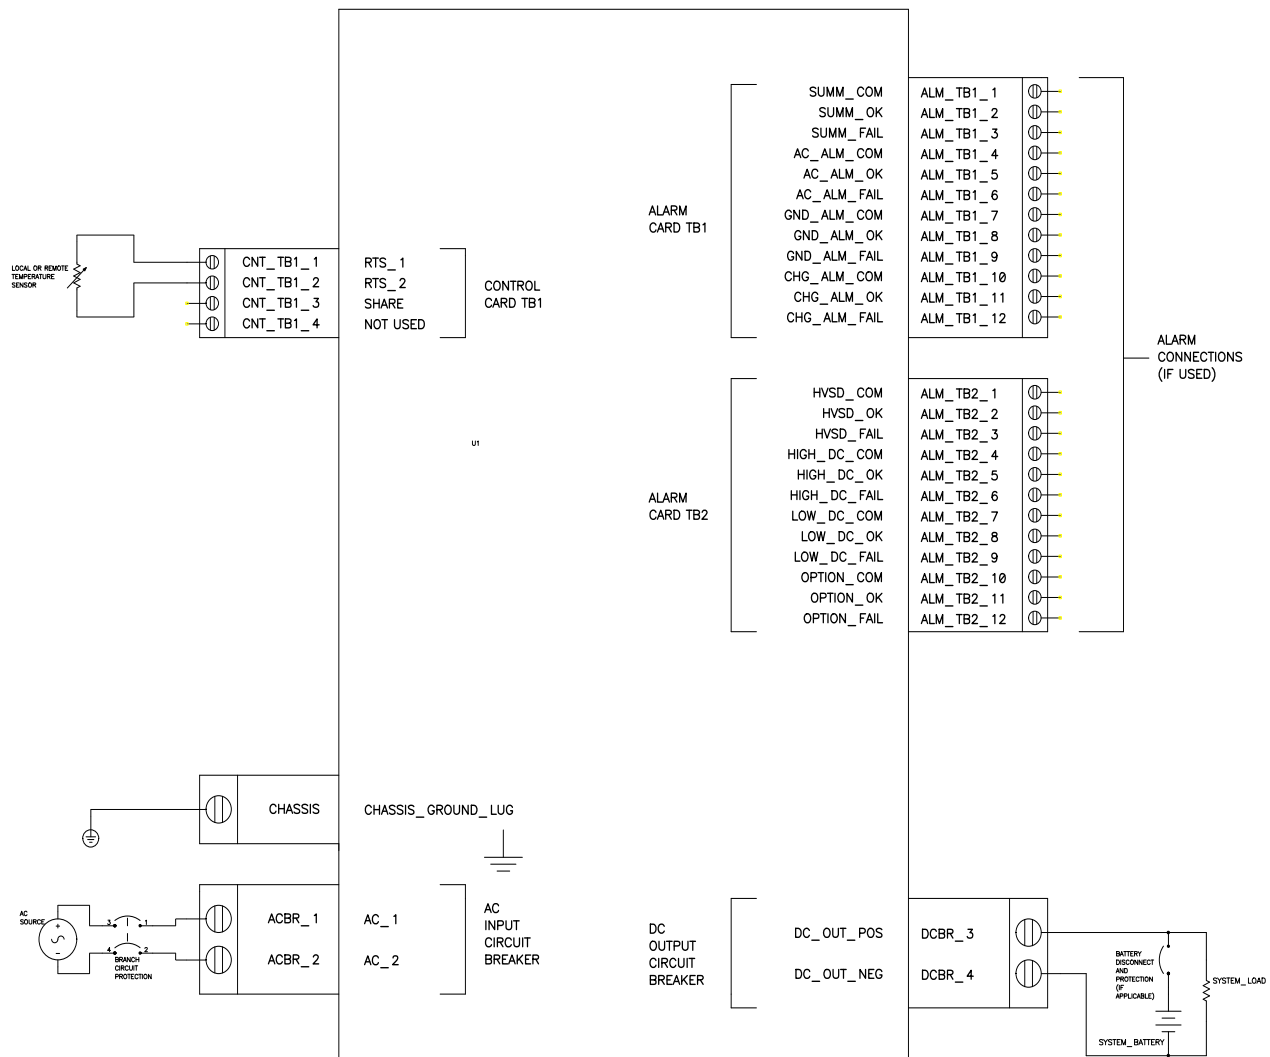 SUMM_COM ALM_TB1_1
SUMM_OK ALM_TB1_2
SUMM_FAIL ALM_TB1_3
AC_ALM_COM ALM_TB1_4
AC_ALM_OK ALM_TB1_5
AC_ALM_FAIL ALM_TB1_6
GND_ALM_COM ALM_TB1_7
GND_ALM_OK ALM_TB1_8
GND_ALM_FAIL ALM_TB1_9
CHG_ALM_COM ALM_TB1_10
CHG_ALM_OK ALM_TB1_11
CHG_ALM_FAIL ALM_TB1_12
ALARM
CARD TB1
LOCAL OR REMOTE
TEMPERATURE
SENSOR
CNT_TB1_1 RTS_1
CNT_TB1_2 RTS_2
CNT_TB1_3 SHARE
CNT_TB1_4 NOT USED
CONTROL
CARD TB1
ALARM
CONNECTIONS
(IF USED)
HVSD_COM ALM_TB2_1
HVSD_OK ALM_TB2_2
HVSD_FAIL ALM_TB2_3
HIGH_DC_COM ALM_TB2_4
HIGH_DC_OK ALM_TB2_5
HIGH_DC_FAIL ALM_TB2_6
LOW_DC_COM ALM_TB2_7
LOW_DC_OK ALM_TB2_8
LOW_DC_FAIL ALM_TB2_9
OPTION_COM ALM_TB2_10
OPTION_OK ALM_TB2_11
OPTION_FAIL ALM_TB2_12
U1
ALARM
CARD TB2
CHASSIS CHASSIS_GROUND_LUG
AC
SOURCE
+
-
3 1
4 2
BRANCH
CIRCUIT
PROTECTION
ACBR_1 AC_1
ACBR_2 AC_2
AC
INPUT
CIRCUIT
BREAKER
DC
OUTPUT
CIRCUIT
BREAKER
DC_OUT_POS DCBR_3
DC_OUT_NEG DCBR_4
BATTERY
DISCONNECT
AND
PROTECTION
(IF
APPLICABLE)
SYSTEM_LOAD
SYSTEM_BATTERY